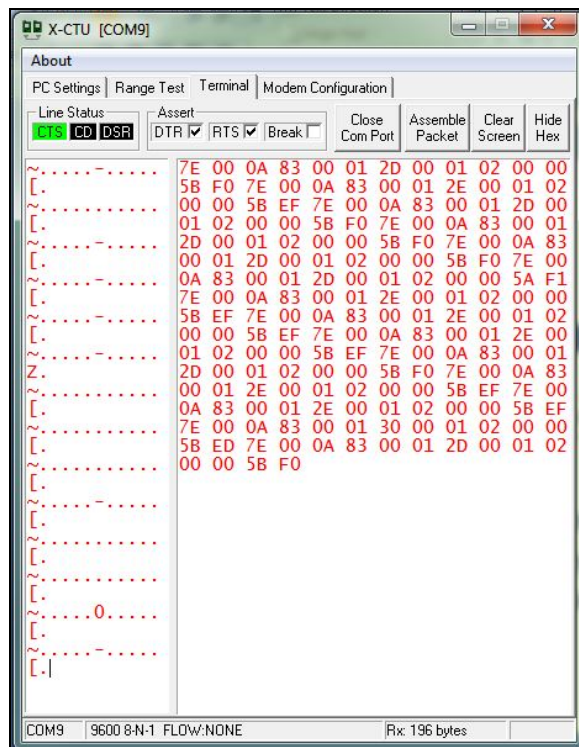 X-CTU [COM9]
About
PC Settings Range Test Terminal Modem Configuration
Line Status Assert
CTS CD DSR DTR RTS Break Close Com Port Assemble Packet Clear Screen Hide Hex
~.....-..... 7E 00 0A 83 00 01 2D 00 01 02 00 00
[. 5B F0 7E 00 0A 83 00 01 2E 00 01 02
~........... 00 00 5B EF 7E 00 0A 83 00 01 2D 00
[. 01 02 00 00 5B F0 7E 00 0A 83 00 01
~.....-..... 2D 00 01 02 00 00 5B F0 7E 00 0A 83
[. 00 01 2D 00 01 02 00 00 5B F0 7E 00
~.....-..... 0A 83 00 01 2D 00 01 02 00 00 5A F1
[. 7E 00 0A 83 00 01 2E 00 01 02 00 00
~.....-..... 5B EF 7E 00 0A 83 00 01 2E 00 01 02
[. 00 00 5B EF 7E 00 0A 83 00 01 2E 00
~.....-..... 01 02 00 00 5B EF 7E 00 0A 83 00 01
Z. 2D 00 01 02 00 00 5B F0 7E 00 0A 83
~........... 00 01 2E 00 01 02 00 00 5B EF 7E 00
[. 0A 83 00 01 2E 00 01 02 00 00 5B EF
~........... 7E 00 0A 83 00 01 30 00 01 02 00 00
[. 5B ED 7E 00 0A 83 00 01 2D 00 01 02
~........... 00 00 5B F0
[.
~.....-.....
[.
~...........
[.
~...........
[.
~.....0.....
[.
~.....-.....
[.
COM9 9600 8-N-1 FLOW:NONE Rx: 196 bytes